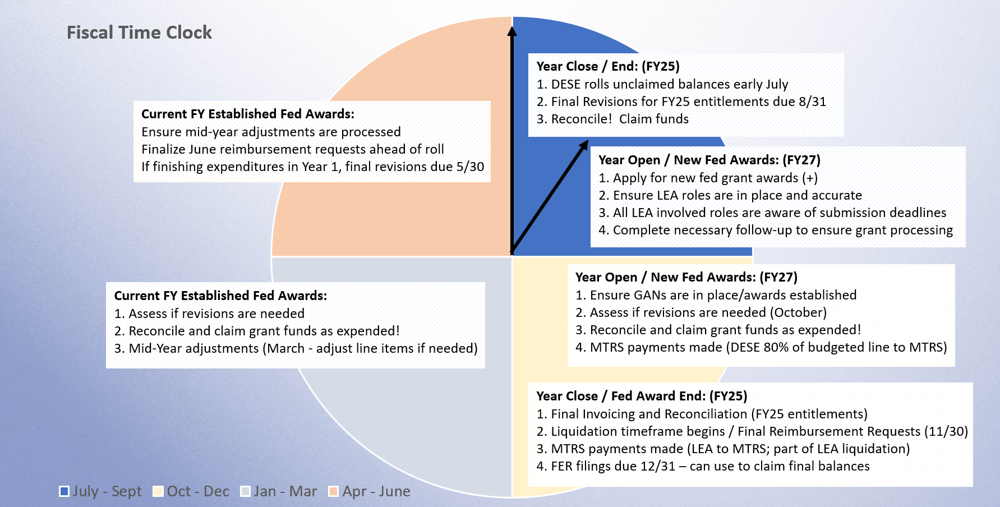 Fiscal Time Clock
Year Close / End: (FY25)
1. DESE rolls unclaimed balances early July
2. Final Revisions for FY25 entitlements due 8/31
3. Reconcile!  Claim funds
Year Open / New Fed Awards: (FY27)
1. Apply for new fed grant awards (+)
2. Ensure LEA roles are in place and accurate
3. All LEA involved roles are aware of submission deadlines
4. Complete necessary follow-up to ensure grant processing
Year Open / New Fed Awards: (FY27)
1. Ensure GANs are in place/awards established
2. Assess if revisions are needed (October)
3. Reconcile and claim grant funds as expended!
4. MTRS payments made (DESE 80% of budgeted line to MTRS)
Year Close / Fed Award End: (FY25)
1. Final Invoicing and Reconciliation (FY25 entitlements)
2. Liquidation timeframe begins / Final Reimbursement Requests (11/30)
3. MTRS payments made (LEA to MTRS; part of LEA liquidation)
4. FER filings due 12/31 – can use to claim final balances
Current FY Established Fed Awards:
1. Assess if revisions are needed
2. Reconcile and claim grant funds as expended!
3. Mid-Year adjustments (March - adjust line items if needed)
Current FY Established Fed Awards:
Ensure mid-year adjustments are processed
Finalize June reimbursement requests ahead of roll
If finishing expenditures in Year 1, final revisions due 5/30
July - Sept
Oct - Dec
Jan - Mar
Apr - June